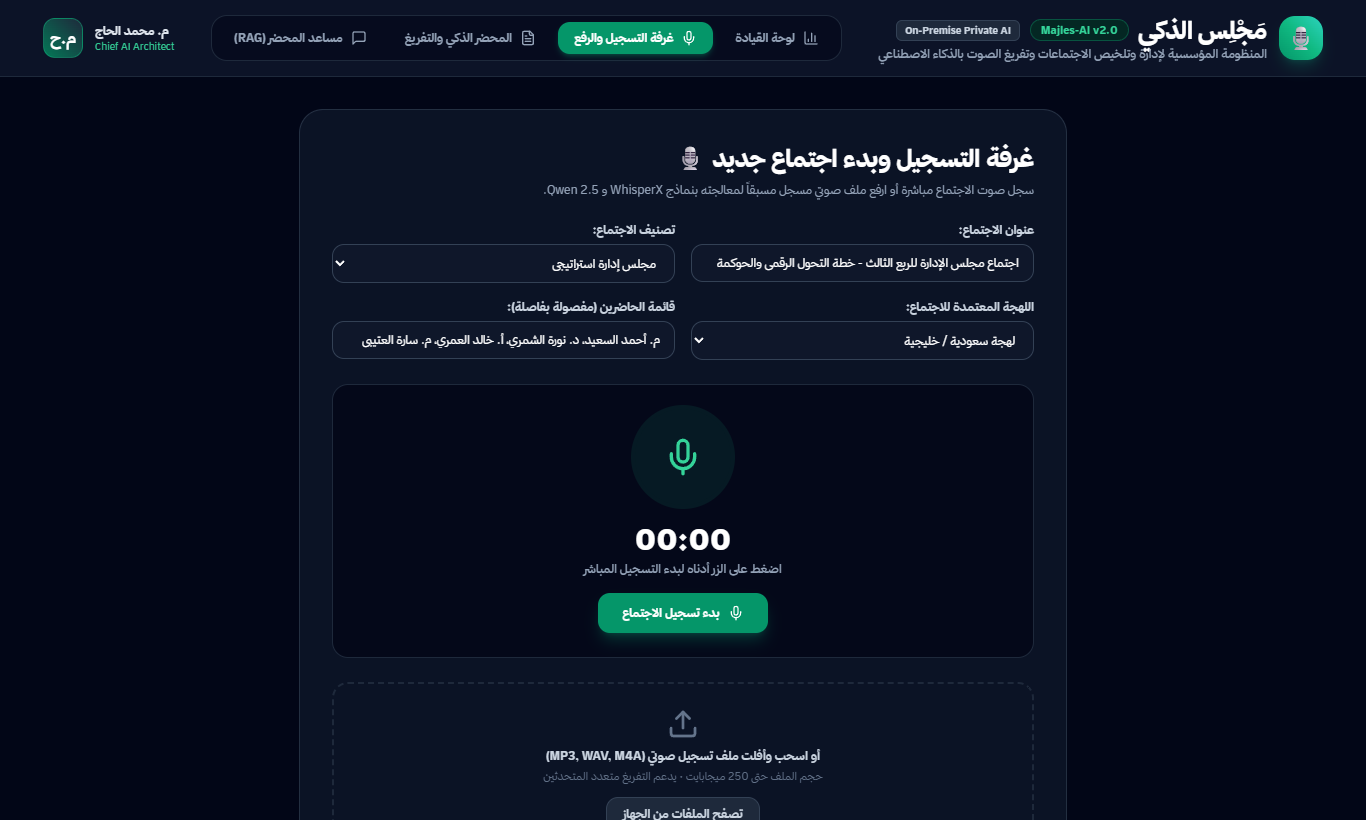 مَجْلِس الذكي
Majles-AI v2.0
On-Premise Private AI
المنظومة المؤسسية لإدارة وتلخيص الاجتماعات وتفريغ الصوت بالذكاء الاصطناعي
لوحة القيادة
غرفة التسجيل والرفع
المحضر الذكي والتفريغ
مساعد المحضر (RAG)
م. محمد الحاج
Chief AI Architect
م.ح
غرفة التسجيل وبدء اجتماع جديد
سجل صوت الاجتماع مباشرة أو ارفع ملف صوتي مسجل مسبقاً لمعالجته بنماذج WhisperX و Qwen 2.5.
عنوان الاجتماع:
اجتماع مجلس الإدارة للربع الثالث - خطة التحول الرقمي والحوكمة
تصنيف الاجتماع:
مجلس إدارة استراتيجي
اللهجة المعتمدة للاجتماع:
لهجة سعودية / خليجية
قائمة الحاضرين (مفصولة بفاصلة):
م. أحمد السعيد، د. نورة الشمري، أ. خالد العمري، م. سارة العتيبي
00:00
اضغط على الزر أدناه لبدء التسجيل المباشر
بدء تسجيل الاجتماع
أو اسحب وأفلت ملف تسجيل صوتي (MP3, WAV, M4A)
حجم الملف حتى 250 ميجابايت • يدعم التفريغ متعدد المتحدثين
تصفح الملفات من الجهاز